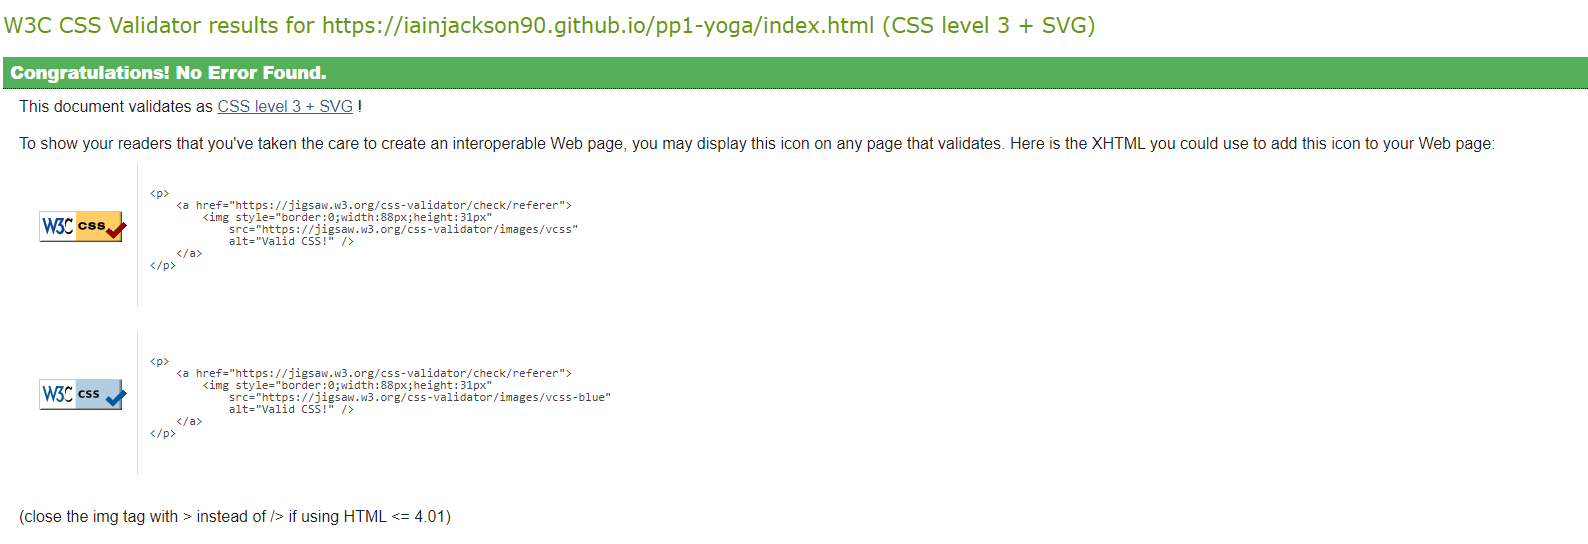 W3C CSS Validator results for https://iainjackson90.github.io/pp1-yoga/index.html (CSS level 3 + SVG)
Congratulations! No Error Found.
This document validates as CSS level 3 + SVG !
To show your readers that you've taken the care to create an interoperable Web page, you may display this icon on any page that validates. Here is the XHTML you could use to add this icon to your Web page:
W3C css
<p>
    <a href="https://jigsaw.w3.org/css-validator/check/referer">
        <img style="border:0;width:88px;height:31px"
            src="https://jigsaw.w3.org/css-validator/images/vcss"
            alt="Valid CSS!" />
    </a>
</p>
W3C css
<p>
    <a href="https://jigsaw.w3.org/css-validator/check/referer">
        <img style="border:0;width:88px;height:31px"
            src="https://jigsaw.w3.org/css-validator/images/vcss-blue"
            alt="Valid CSS!" />
    </a>
</p>
(close the img tag with > instead of /> if using HTML <= 4.01)